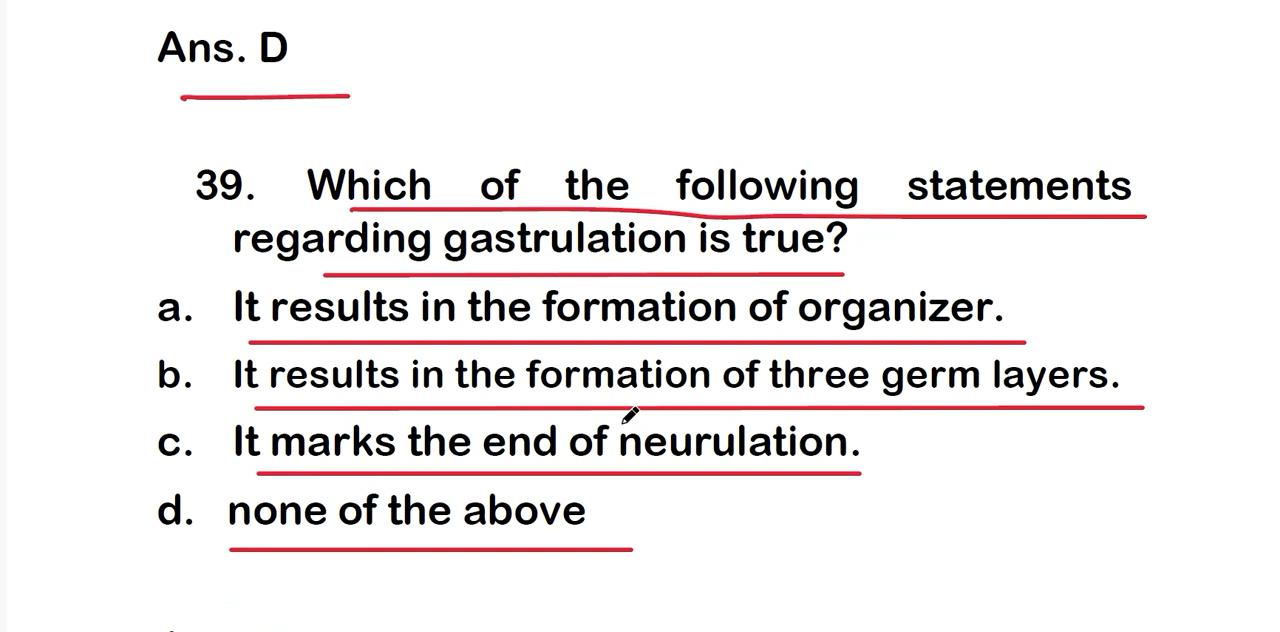 Ans. D
39. Which of the following statements
regarding gastrulation is true?
a. It results in the formation of organizer.
b. It results in the formation of three germ layers.
c. It marks the end of neurulation.
d. none of the above